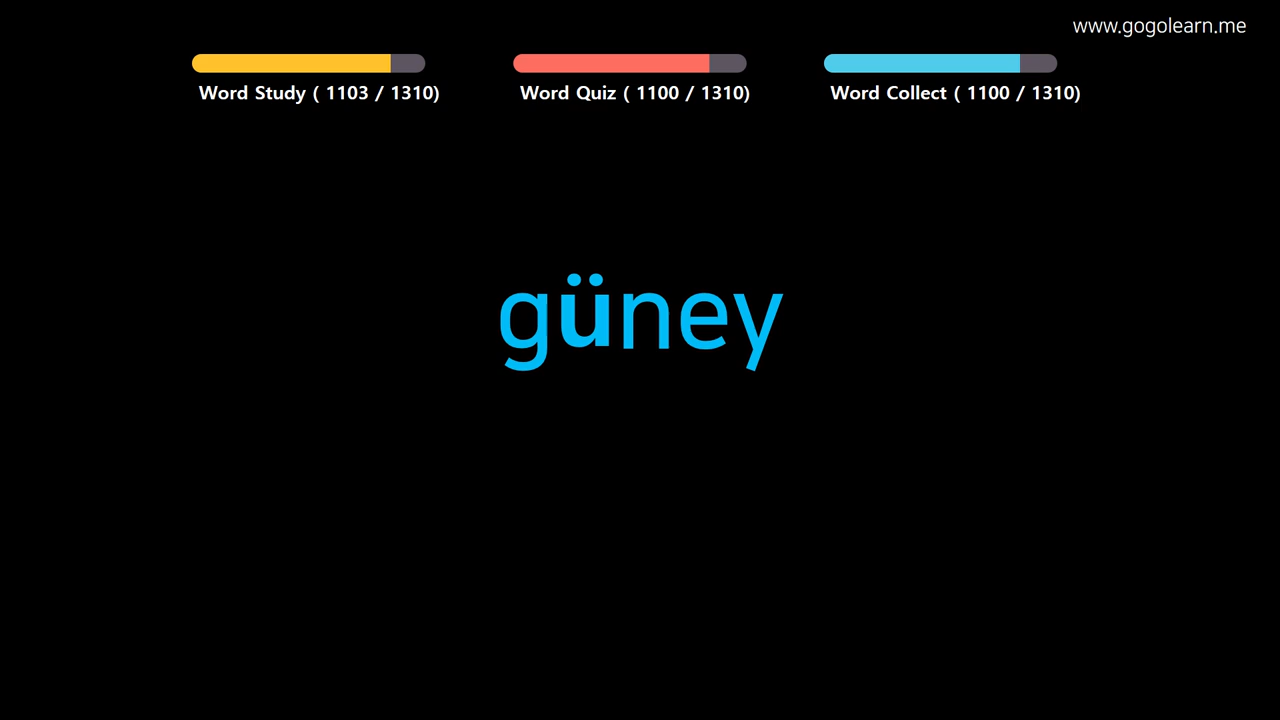 www.gogolearn.me
Word Study ( 1103 / 1310)
Word Quiz ( 1100 / 1310)
Word Collect ( 1100 / 1310)
güney